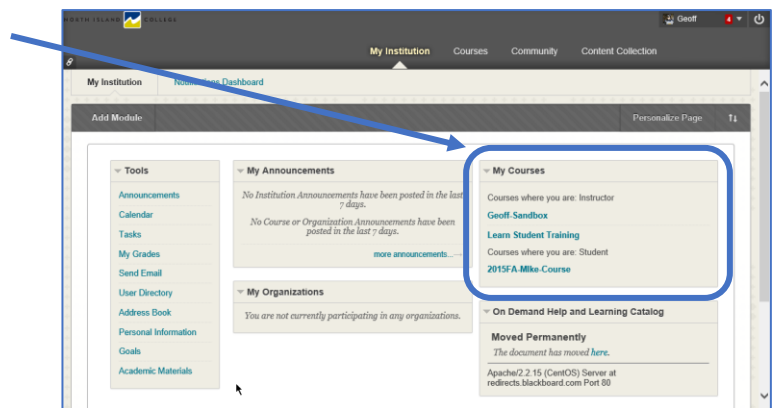 NORTH ISLAND COLLEGE
Geoff 4
My Institution Courses Community Content Collection
My Institution Notifications Dashboard
Add Module Personalize Page
Tools
Announcements
Calendar
Tasks
My Grades
Send Email
User Directory
Address Book
Personal Information
Goals
Academic Materials
My Announcements
No Institution Announcements have been posted in the last
7 days.
No Course or Organization Announcements have been
posted in the last 7 days.
more announcements...
My Organizations
You are not currently participating in any organizations.
My Courses
Courses where you are: Instructor
Geoff-Sandbox
Learn Student Training
Courses where you are: Student
2015FA-MIke-Course
On Demand Help and Learning Catalog
Moved Permanently
The document has moved here.
Apache/2.2.15 (CentOS) Server at
redirects.blackboard.com Port 80